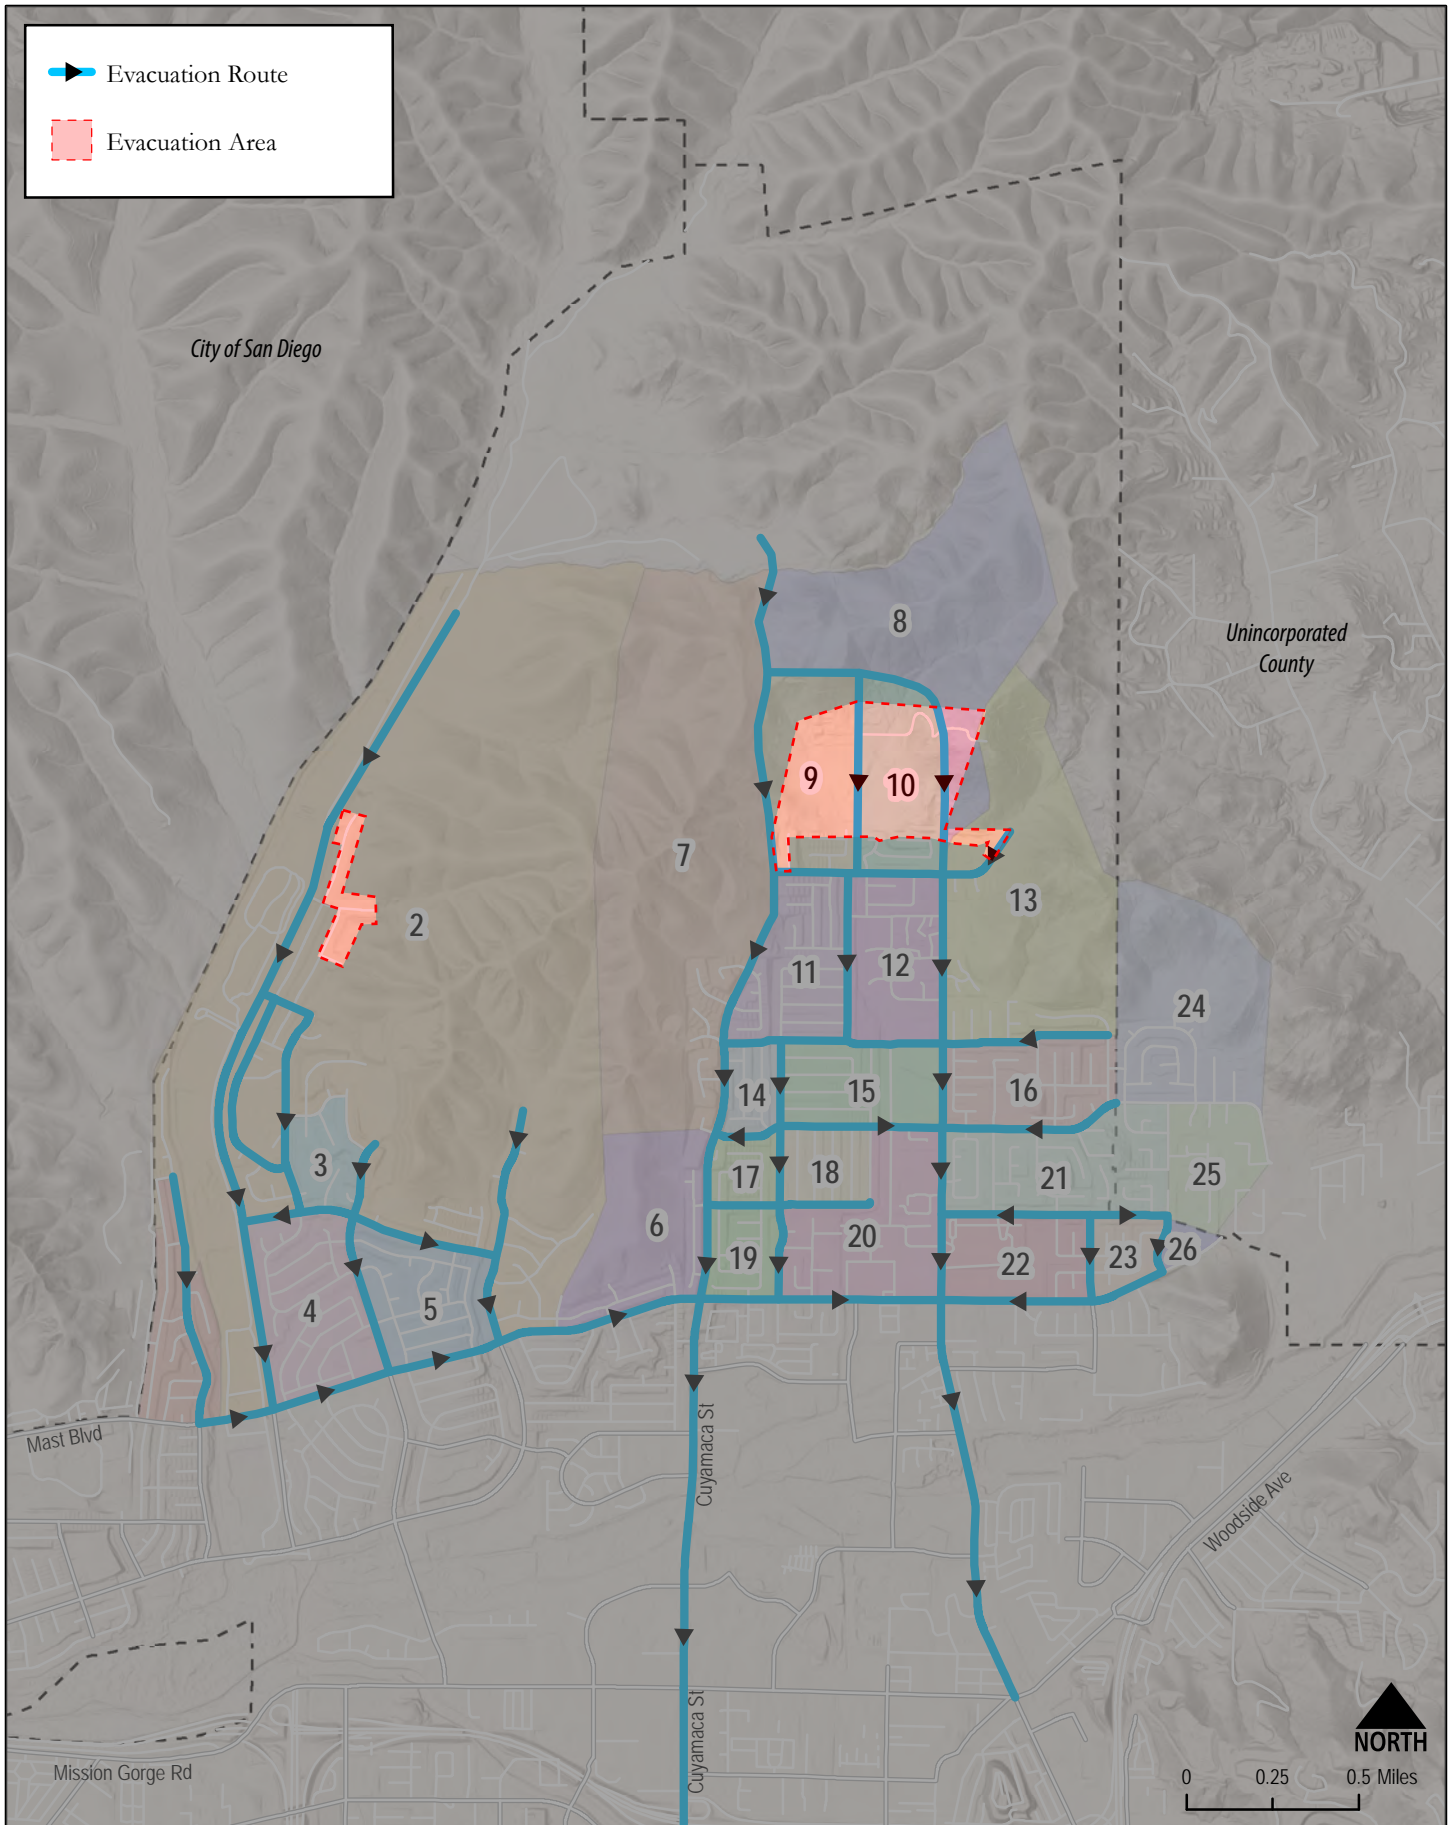 Evacuation Route
Evacuation Area
City of San Diego
Unincorporated
County
8
9
10
7
13
2
11
12
24
14
15
16
3
17
18
21
25
6
20
19
22
23
26
4
5
Mast Blvd
Cuyamaca St
Woodside Ave
Cuyamaca St
Mission Gorge Rd
NORTH
0 0.25 0.5 Miles